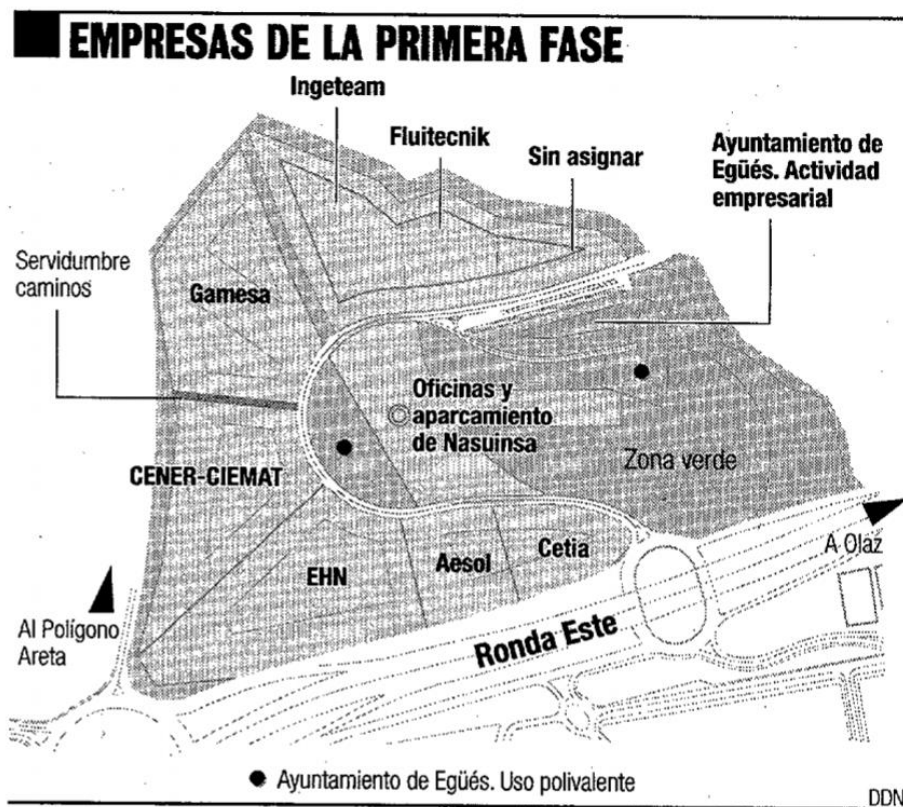 EMPRESAS DE LA PRIMERA FASE
Ingeteam
Fluitecnik
Sin asignar
Ayuntamiento de
Egüés. Actividad
empresarial
Servidumbre
caminos
Gamesa
Oficinas y
aparcamiento
de Nasuinsa
Zona verde
CENER-CIEMAT
A Olaz
Cetia
Aesol
EHN
Al Polígono
Areta
Ronda Este
Ayuntamiento de Egüés. Uso polivalente
DDN